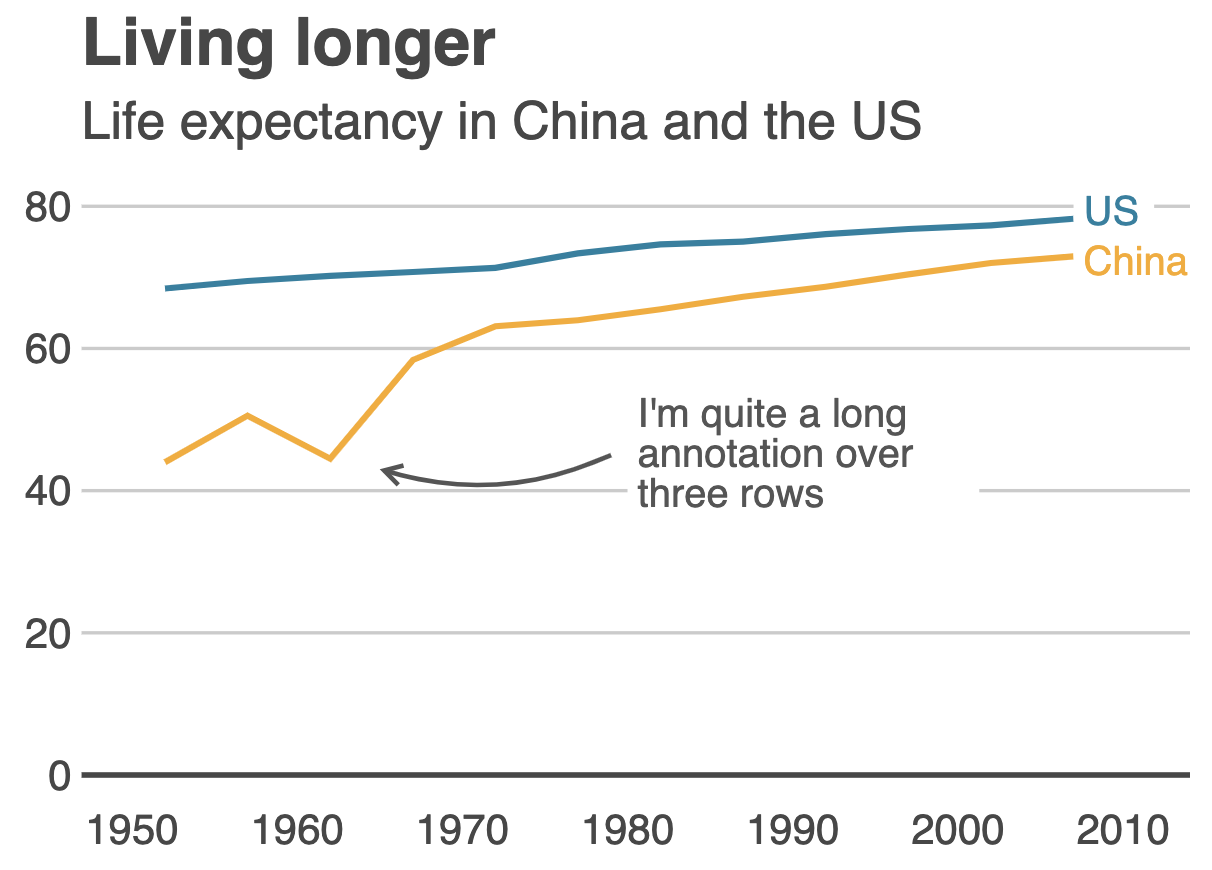 Living longer
Life expectancy in China and the US
80
US
China
60
I'm quite a long
annotation over
40
three rows
20
0
1950 1960 1970 1980 1990 2000 2010